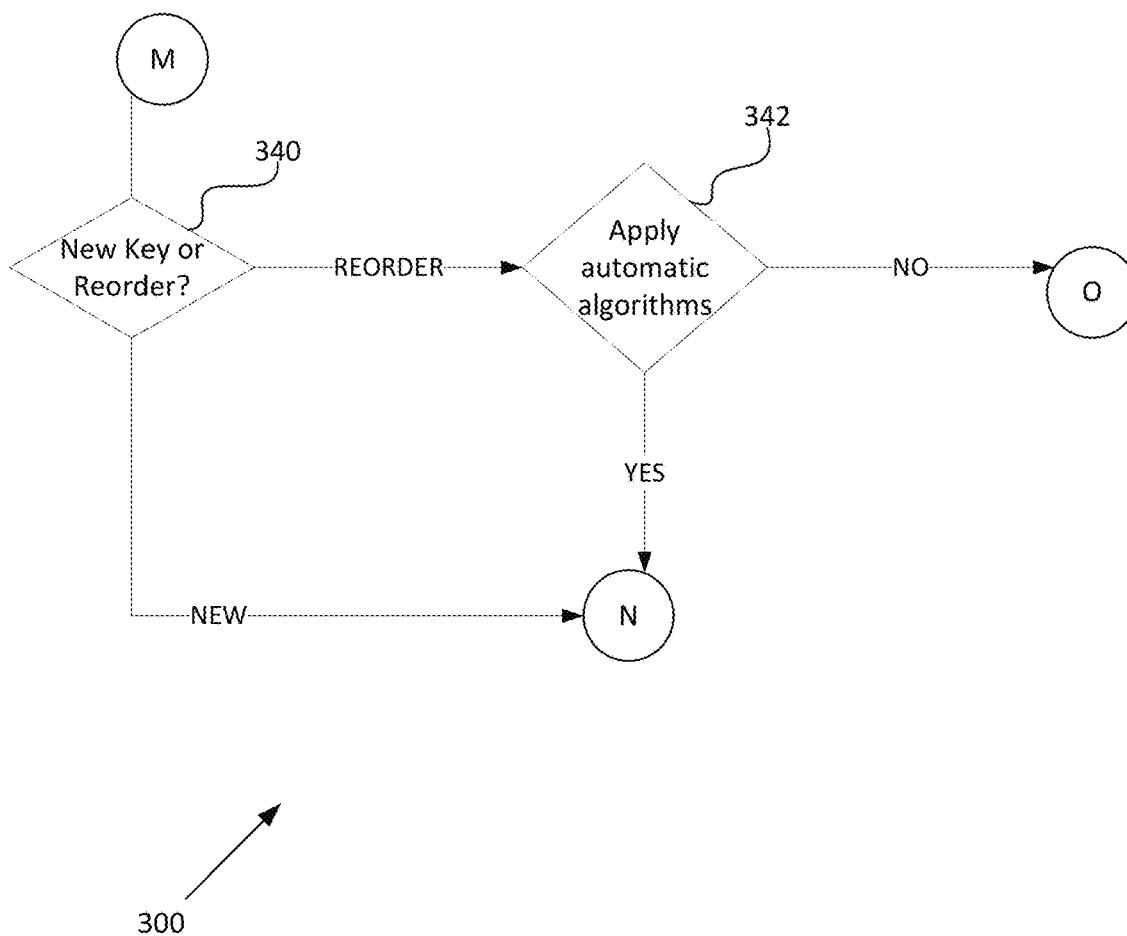 M
342
340
New Key or
Reorder?
REORDER
Apply
automatic
algorithms
NO
O
YES
NEW
N
300